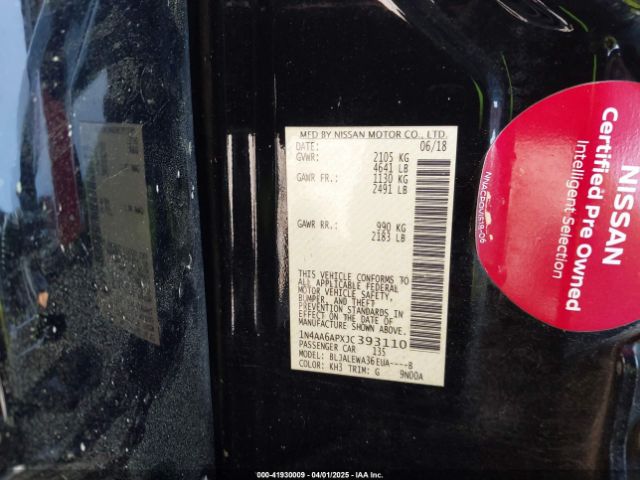 MFD BY NISSAN MOTOR CO., LTD.
DATE: 06/18
GVWR: 2105 KG
4641 LB
GAWR FR.: 1130 KG
2491 LB
GAWR RR.: 990 KG
2183 LB
THIS VEHICLE CONFORMS TO
ALL APPLICABLE FEDERAL
MOTOR VEHICLE SAFETY,
BUMPER, AND THEFT
PREVENTION STANDARDS IN
EFFECT ON THE DATE OF
MANUFACTURE SHOWN ABOVE.
1N4AA6APXJC393110
PASSENGER CAR 135
BLJALEWA36EUA----B
COLOR: KH3 TRIM: G 9N00A
NISSAN
Certified Pre Owned
Intelligent Selection
000-41930009 - 04/01/2025 - IAA Inc.